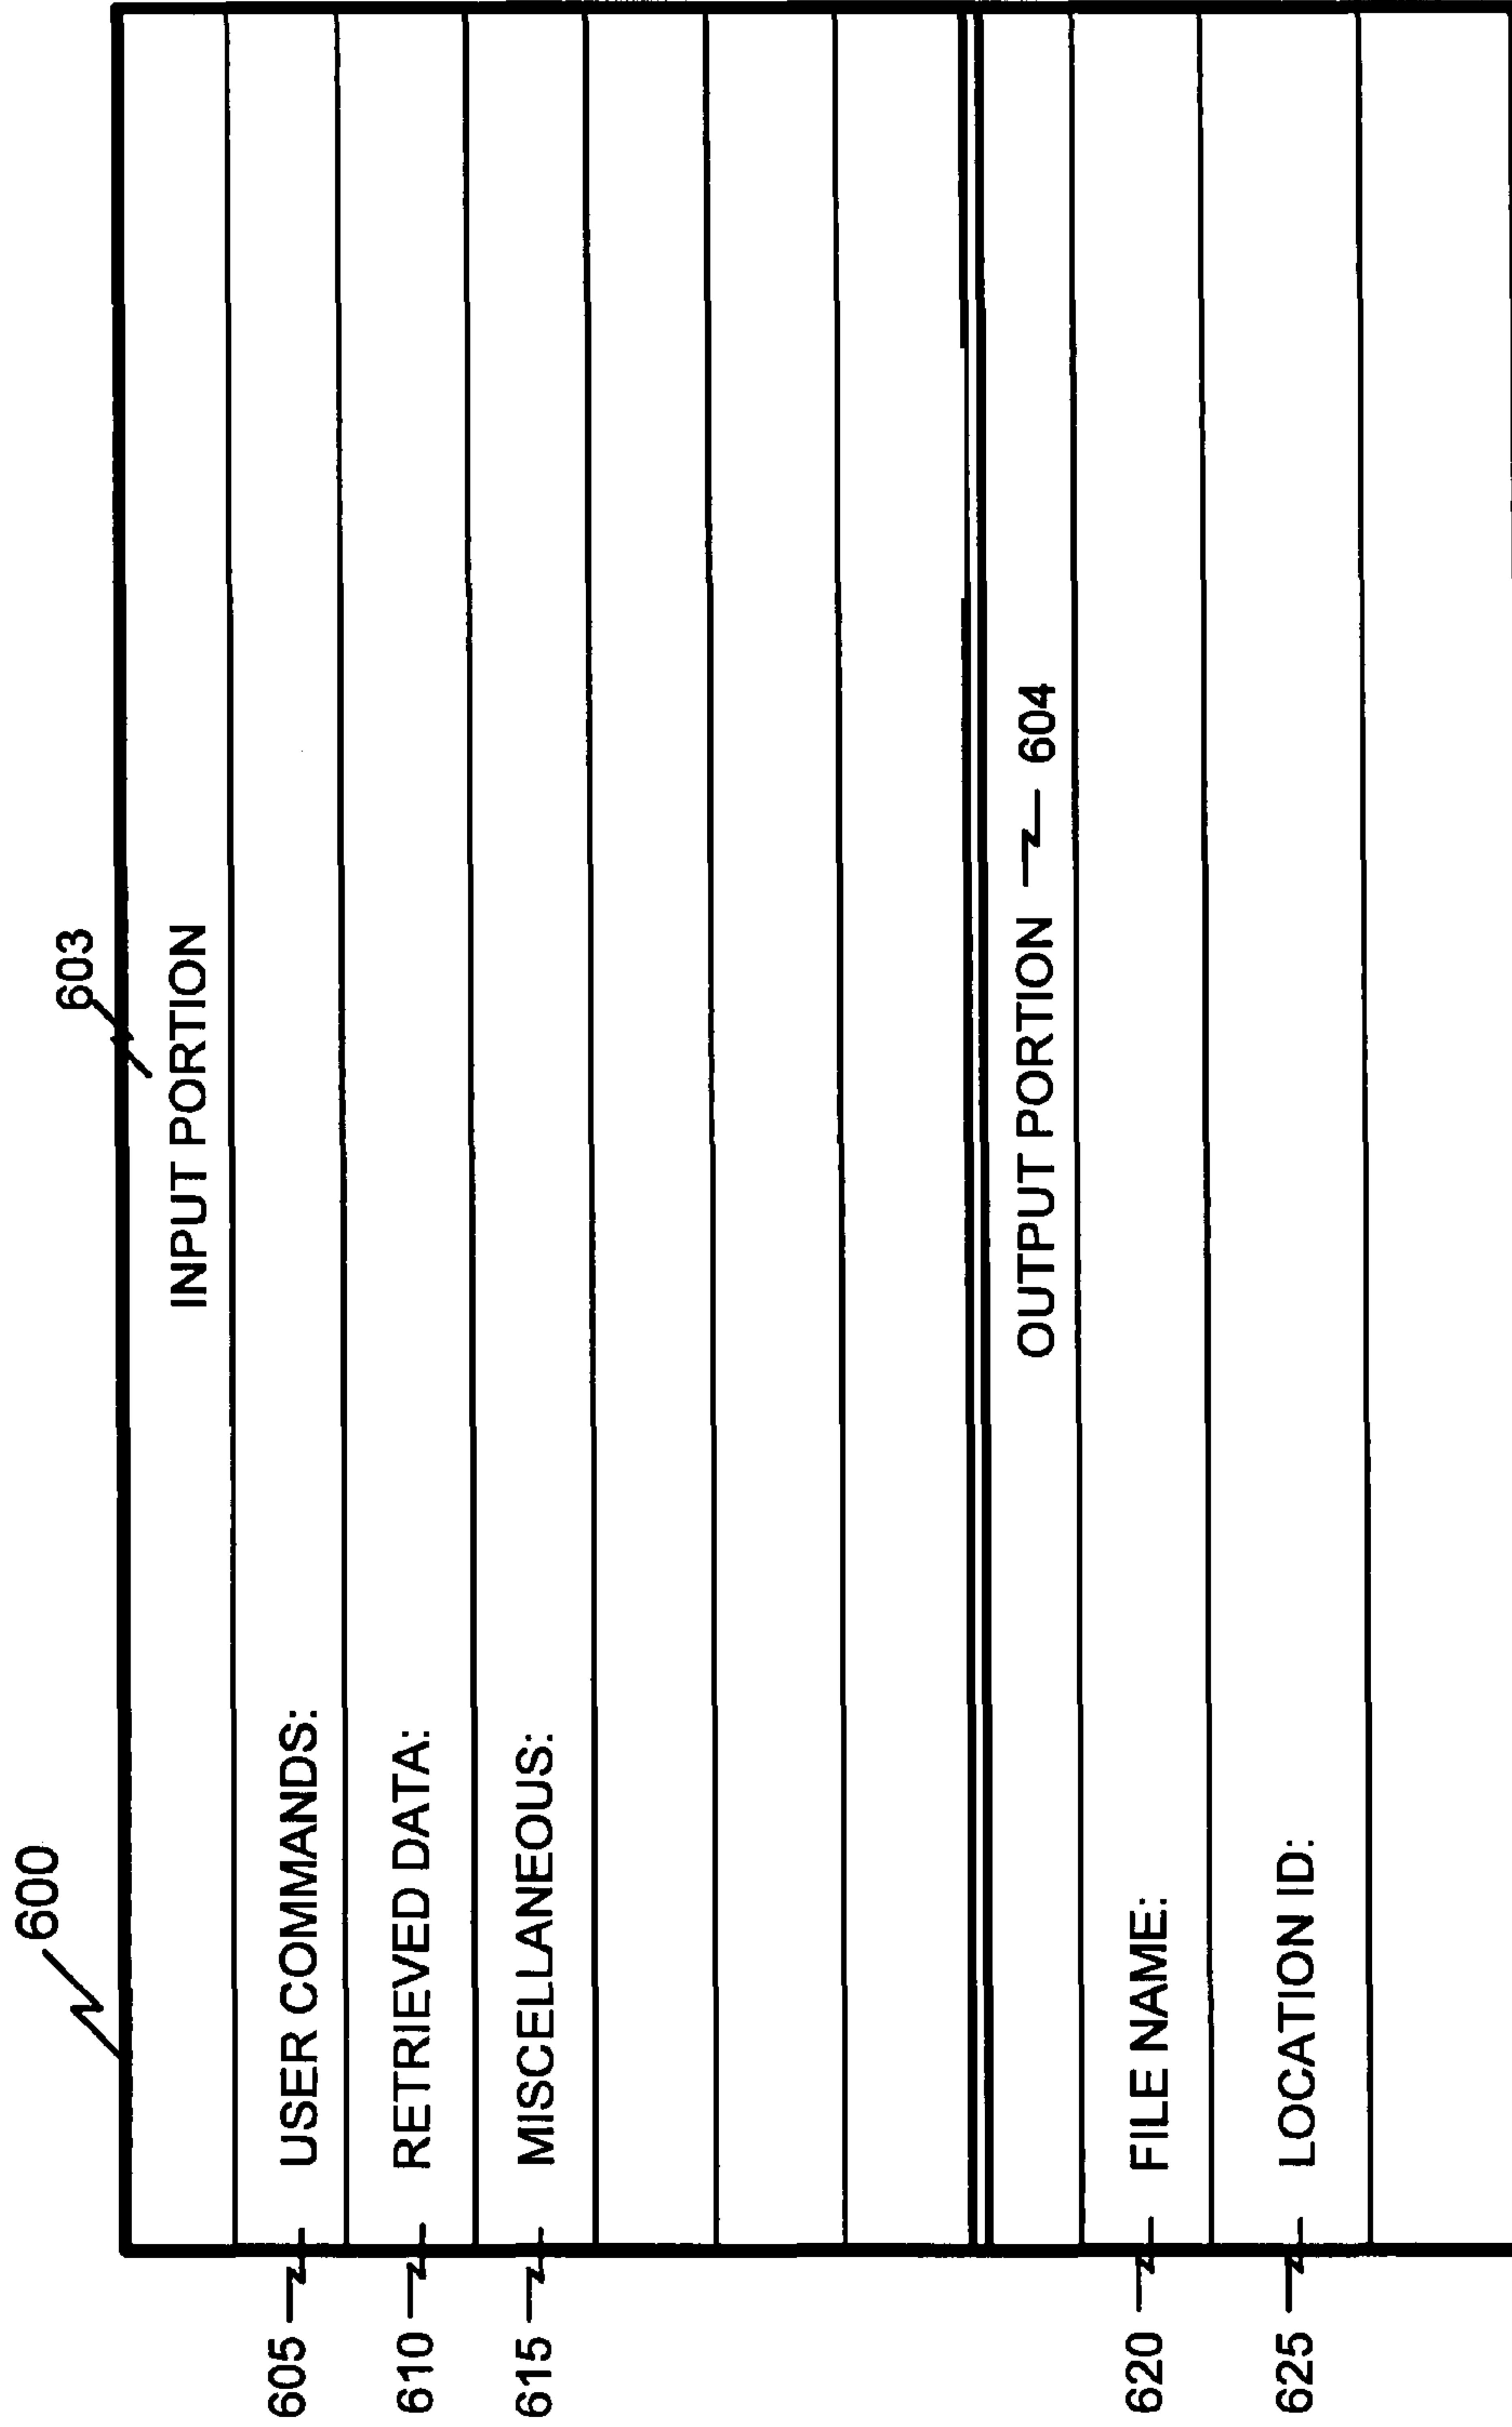 600
603
INPUT PORTION
605 USER COMMANDS:
610 RETRIEVED DATA:
615 MISCELLANEOUS:
OUTPUT PORTION 604
620 FILE NAME:
625 LOCATION ID: